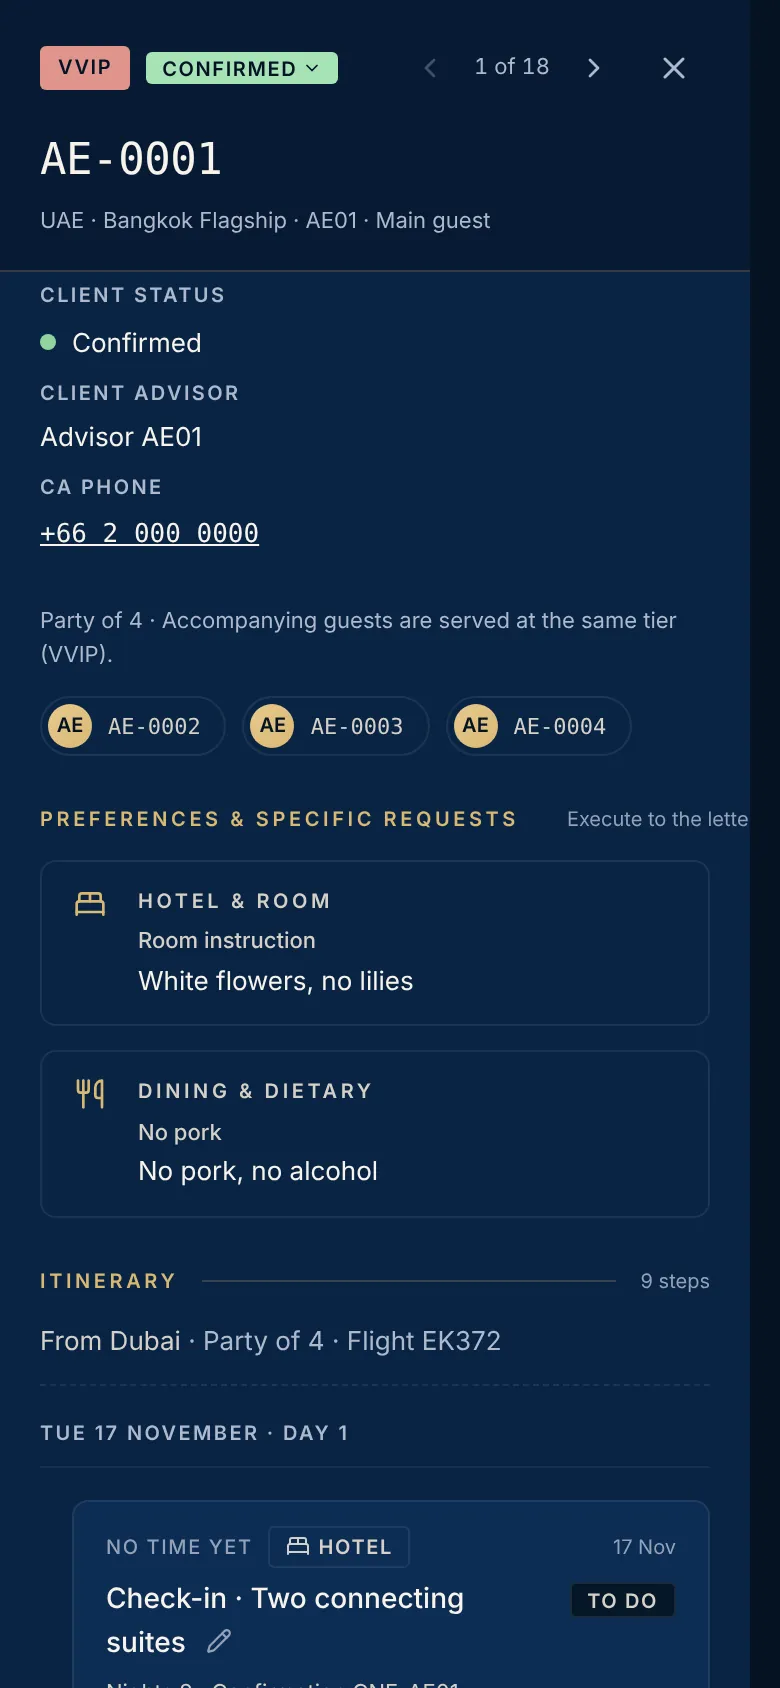 VVIP
CONFIRMED
1 of 18
AE-0001
UAE · Bangkok Flagship · AE01 · Main guest
CLIENT STATUS
Confirmed
CLIENT ADVISOR
Advisor AE01
CA PHONE
+66 2 000 0000
Party of 4 · Accompanying guests are served at the same tier
(VVIP).
AE AE-0002
AE AE-0003
AE AE-0004
PREFERENCES & SPECIFIC REQUESTS
Execute to the lette
HOTEL & ROOM
Room instruction
White flowers, no lilies
DINING & DIETARY
No pork
No pork, no alcohol
ITINERARY
9 steps
From Dubai · Party of 4 · Flight EK372
TUE 17 NOVEMBER · DAY 1
NO TIME YET
HOTEL
17 Nov
Check-in · Two connecting
suites
TO DO